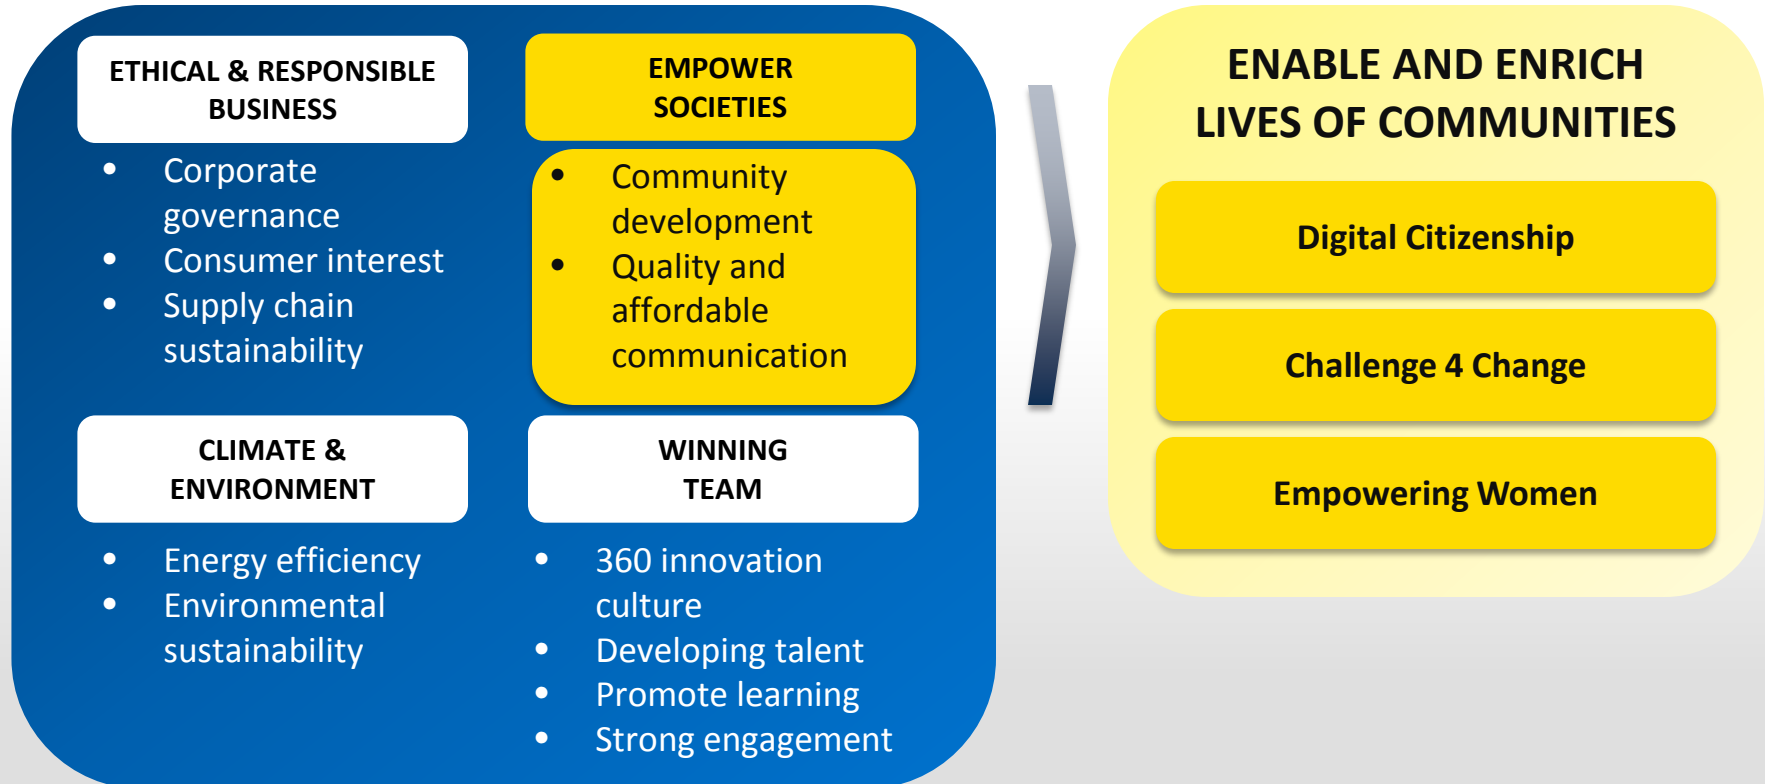 ETHICAL & RESPONSIBLE
BUSINESS
• Corporate
governance
• Consumer interest
• Supply chain
sustainability
EMPOWER
SOCIETIES
• Community
development
• Quality and
affordable
communication
CLIMATE &
ENVIRONMENT
• Energy efficiency
• Environmental
sustainability
WINNING
TEAM
• 360 innovation
culture
• Developing talent
• Promote learning
• Strong engagement
ENABLE AND ENRICH
LIVES OF COMMUNITIES
Digital Citizenship
Challenge 4 Change
Empowering Women